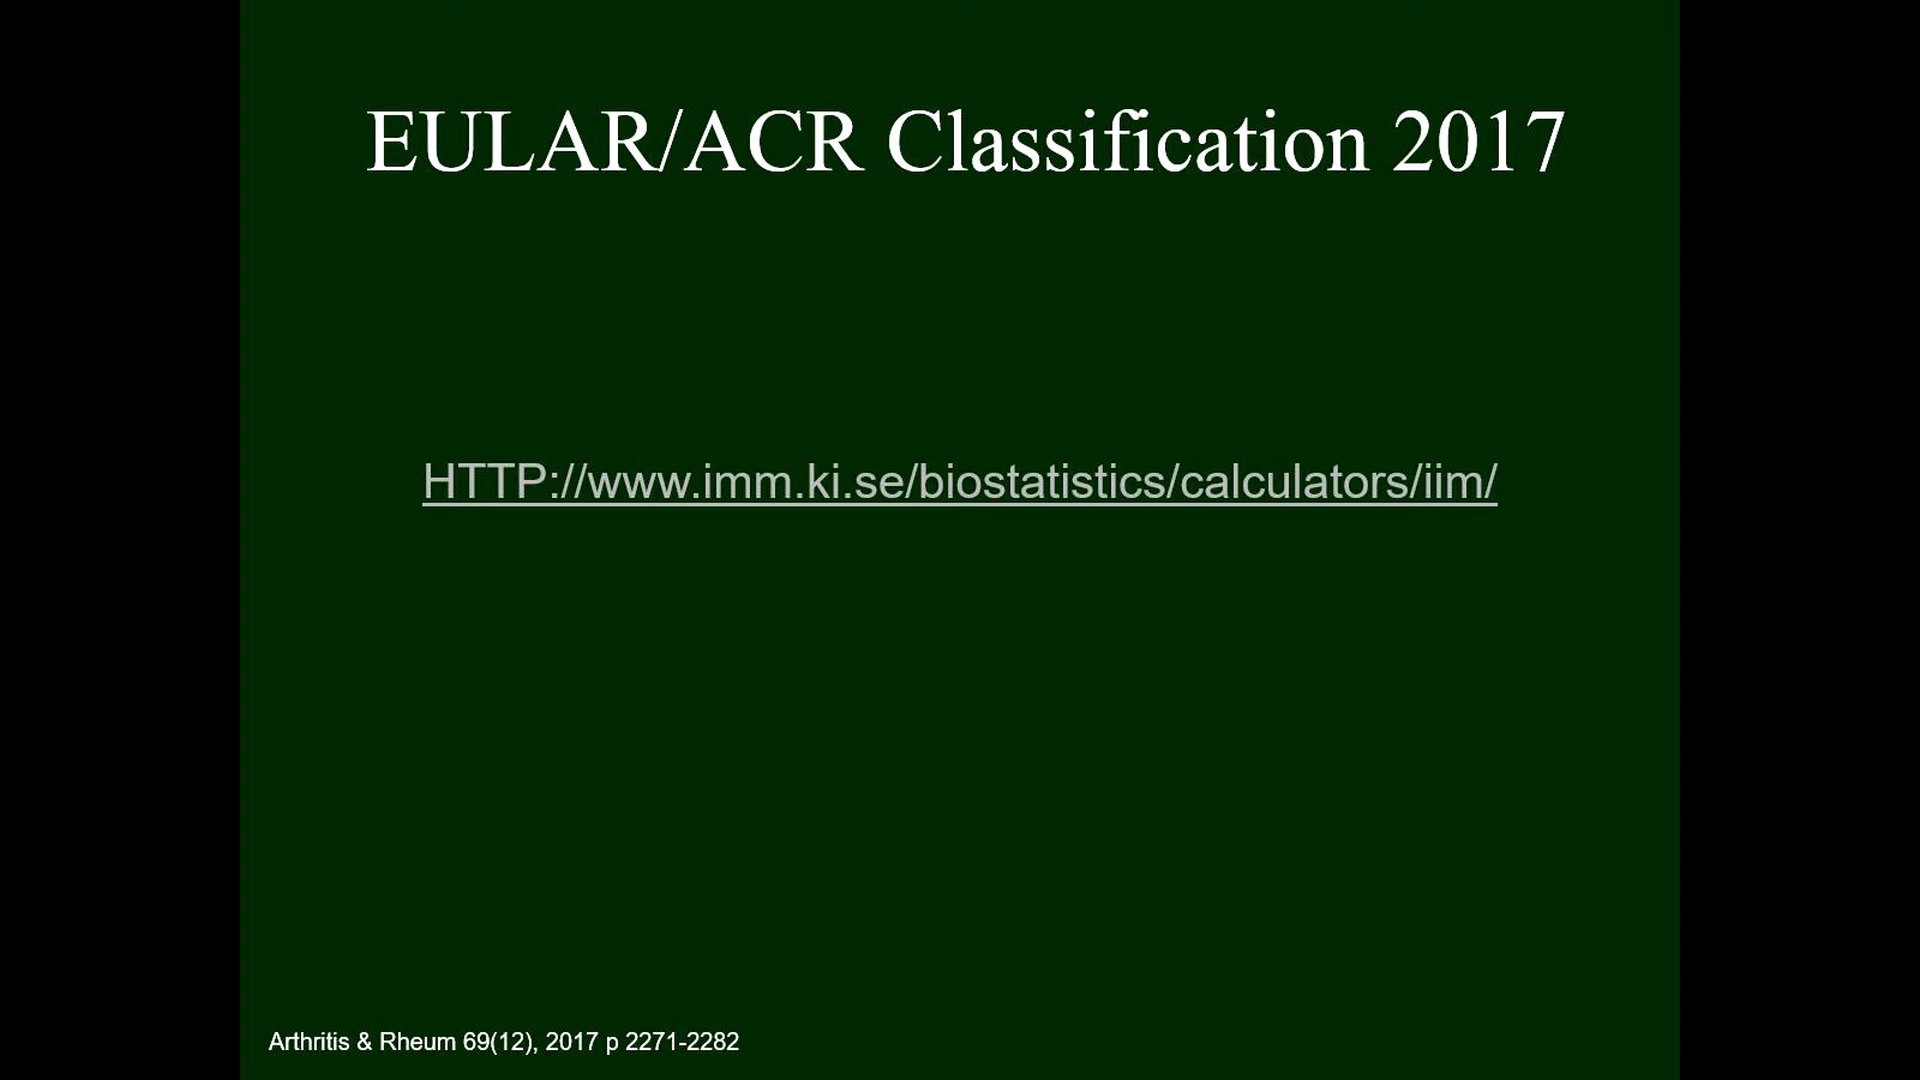 EULAR/ACR Classification 2017
HTTP://www.imm.ki.se/biostatistics/calculators/iim/
Arthritis & Rheum 69(12), 2017 p 2271-2282